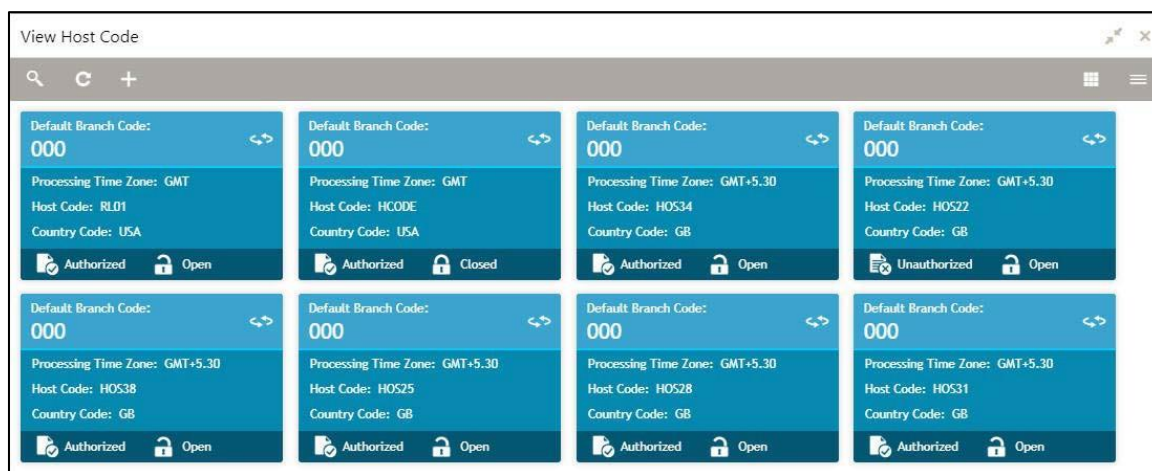 View Host Code
Default Branch Code:
000
Processing Time Zone: GMT
Host Code: RL01
Country Code: USA
Authorized Open
Default Branch Code:
000
Processing Time Zone: GMT
Host Code: HCODE
Country Code: USA
Authorized Closed
Default Branch Code:
000
Processing Time Zone: GMT+5.30
Host Code: HOS34
Country Code: GB
Authorized Open
Default Branch Code:
000
Processing Time Zone: GMT+5.30
Host Code: HOS22
Country Code: GB
Unauthorized Open
Default Branch Code:
000
Processing Time Zone: GMT+5.30
Host Code: HOS38
Country Code: GB
Authorized Open
Default Branch Code:
000
Processing Time Zone: GMT+5.30
Host Code: HOS25
Country Code: GB
Authorized Open
Default Branch Code:
000
Processing Time Zone: GMT+5.30
Host Code: HOS28
Country Code: GB
Authorized Open
Default Branch Code:
000
Processing Time Zone: GMT+5.30
Host Code: HOS31
Country Code: GB
Authorized Open